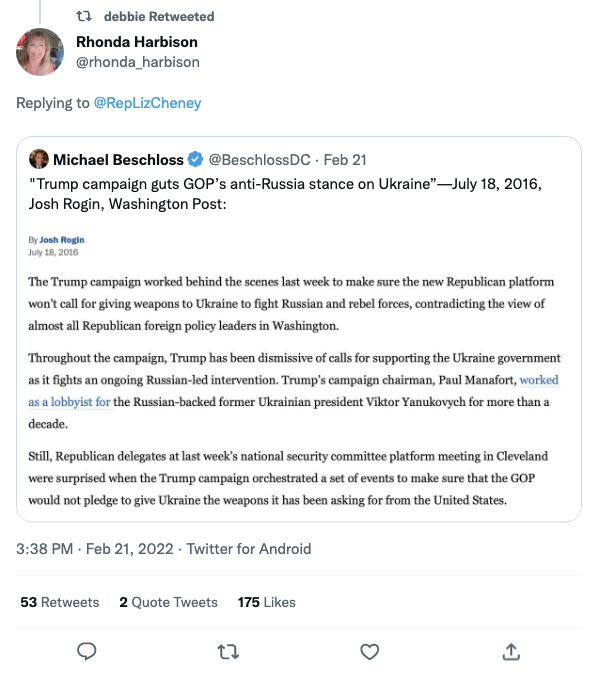 debbie Retweeted
Rhonda Harbison
@rhonda_harbison
Replying to @RepLizCheney
Michael Beschloss @BeschlossDC · Feb 21
"Trump campaign guts GOP’s anti-Russia stance on Ukraine”—July 18, 2016,
Josh Rogin, Washington Post:
By Josh Rogin
July 18, 2016
The Trump campaign worked behind the scenes last week to make sure the new Republican platform
won’t call for giving weapons to Ukraine to fight Russian and rebel forces, contradicting the view of
almost all Republican foreign policy leaders in Washington.
Throughout the campaign, Trump has been dismissive of calls for supporting the Ukraine government
as it fights an ongoing Russian-led intervention. Trump’s campaign chairman, Paul Manafort, worked
as a lobbyist for the Russian-backed former Ukrainian president Viktor Yanukovych for more than a
decade.
Still, Republican delegates at last week’s national security committee platform meeting in Cleveland
were surprised when the Trump campaign orchestrated a set of events to make sure that the GOP
would not pledge to give Ukraine the weapons it has been asking for from the United States.
3:38 PM · Feb 21, 2022 · Twitter for Android
53 Retweets 2 Quote Tweets 175 Likes